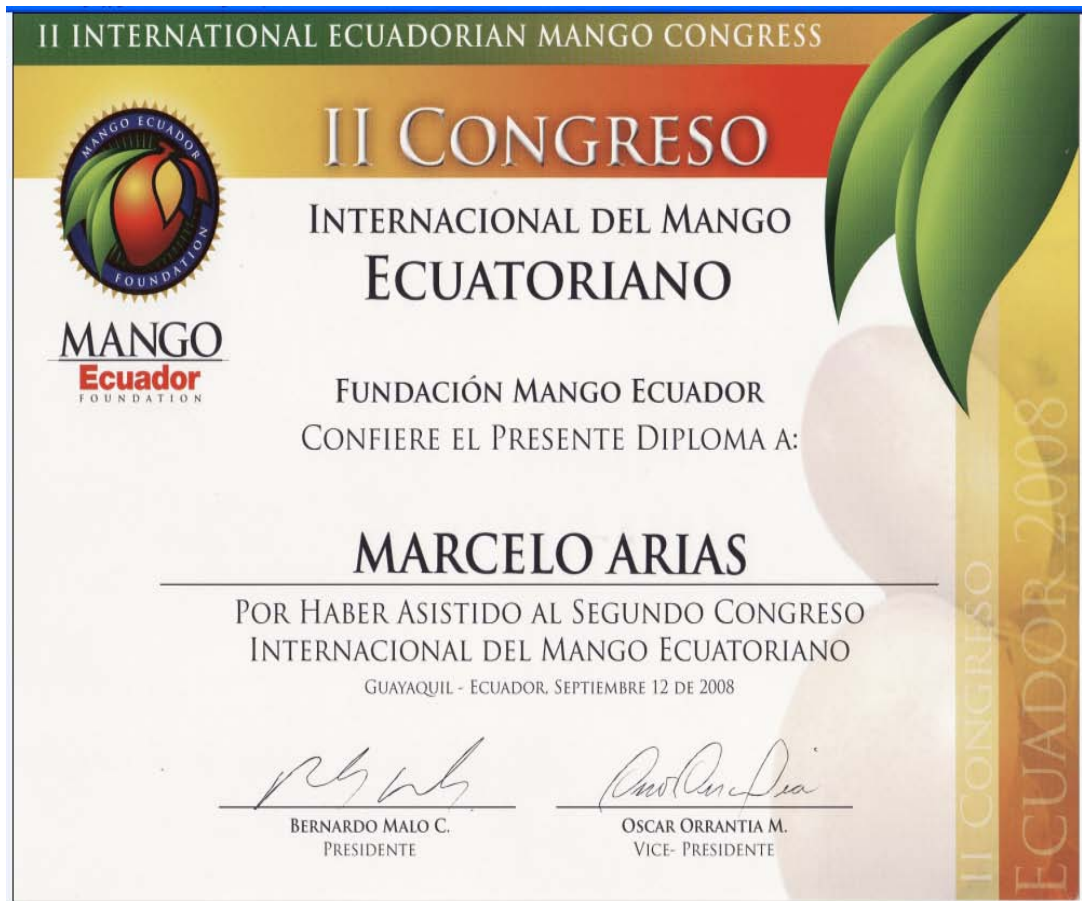 II INTERNATIONAL ECUADORIAN MANGO CONGRESS
II CONGRESO
INTERNACIONAL DEL MANGO
ECUATORIANO
MANGO ECUADOR
FOUNDATION
MANGO
Ecuador
FOUNDATION
FUNDACIÓN MANGO ECUADOR
CONFIERE EL PRESENTE DIPLOMA A:
MARCELO ARIAS
POR HABER ASISTIDO AL SEGUNDO CONGRESO
INTERNACIONAL DEL MANGO ECUATORIANO
GUAYAQUIL - ECUADOR, SEPTIEMBRE 12 DE 2008
BERNARDO MALO C.
PRESIDENTE
OSCAR ORRANTIA M.
VICE- PRESIDENTE
II CONGRESO
ECUADOR 2008